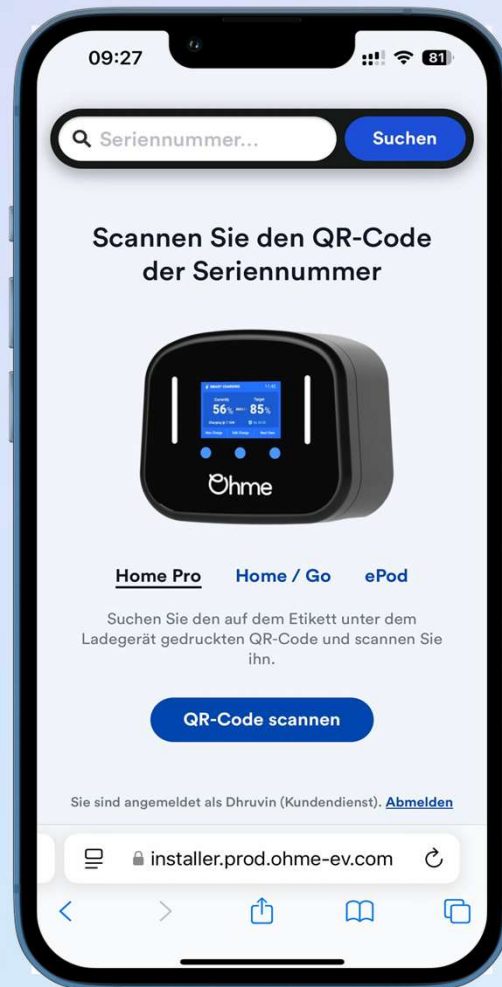 09:27
81
Seriennummer...
Suchen
Scannen Sie den QR-Code
der Seriennummer
SMART CHARGING
Currently
Target
56%
85%
Ohme
Home Pro
Home / Go
ePod
Suchen Sie den auf dem Etikett unter dem
Ladegerät gedruckten QR-Code und scannen Sie
ihn.
QR-Code scannen
Sie sind angemeldet als Dhruvin (Kundendienst). Abmelden
installer.prod.ohme-ev.com